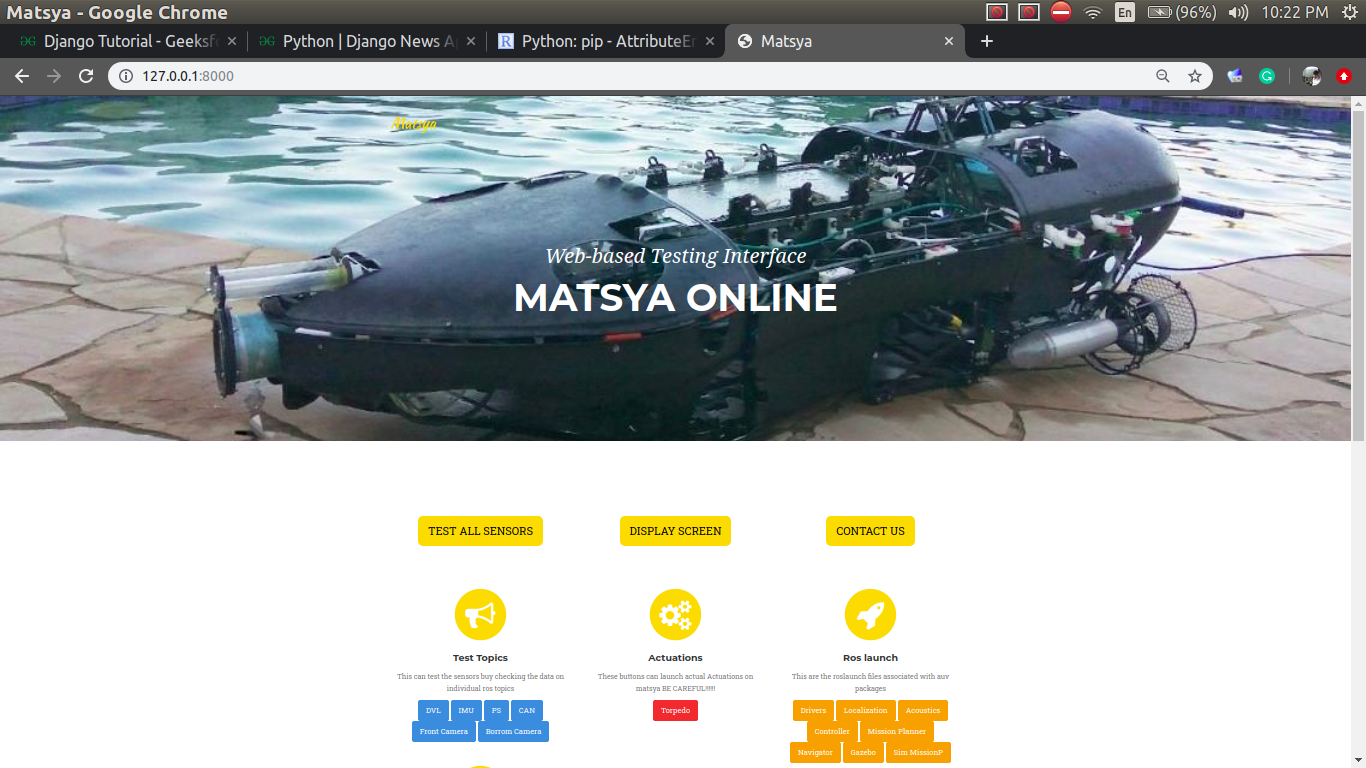 Matsya - Google Chrome
En (96%) 10:22 PM
Django Tutorial - Geeksf
Python | Django News A
Python: pip - AttributeEr
Matsya
127.0.0.1:8000
Matsya
Web-based Testing Interface
MATSYA ONLINE
TEST ALL SENSORS
DISPLAY SCREEN
CONTACT US
Test Topics
This can test the sensors buy checking the data on
individual ros topics
DVL IMU PS CAN
Front Camera Borrom Camera
Actuations
These buttons can launch actual Actuations on
matsya BE CAREFUL!!!!!
Torpedo
Ros launch
This are the roslaunch files associated with auv
packages
Drivers Localization Acoustics
Controller Mission Planner
Navigator Gazebo Sim MissionP